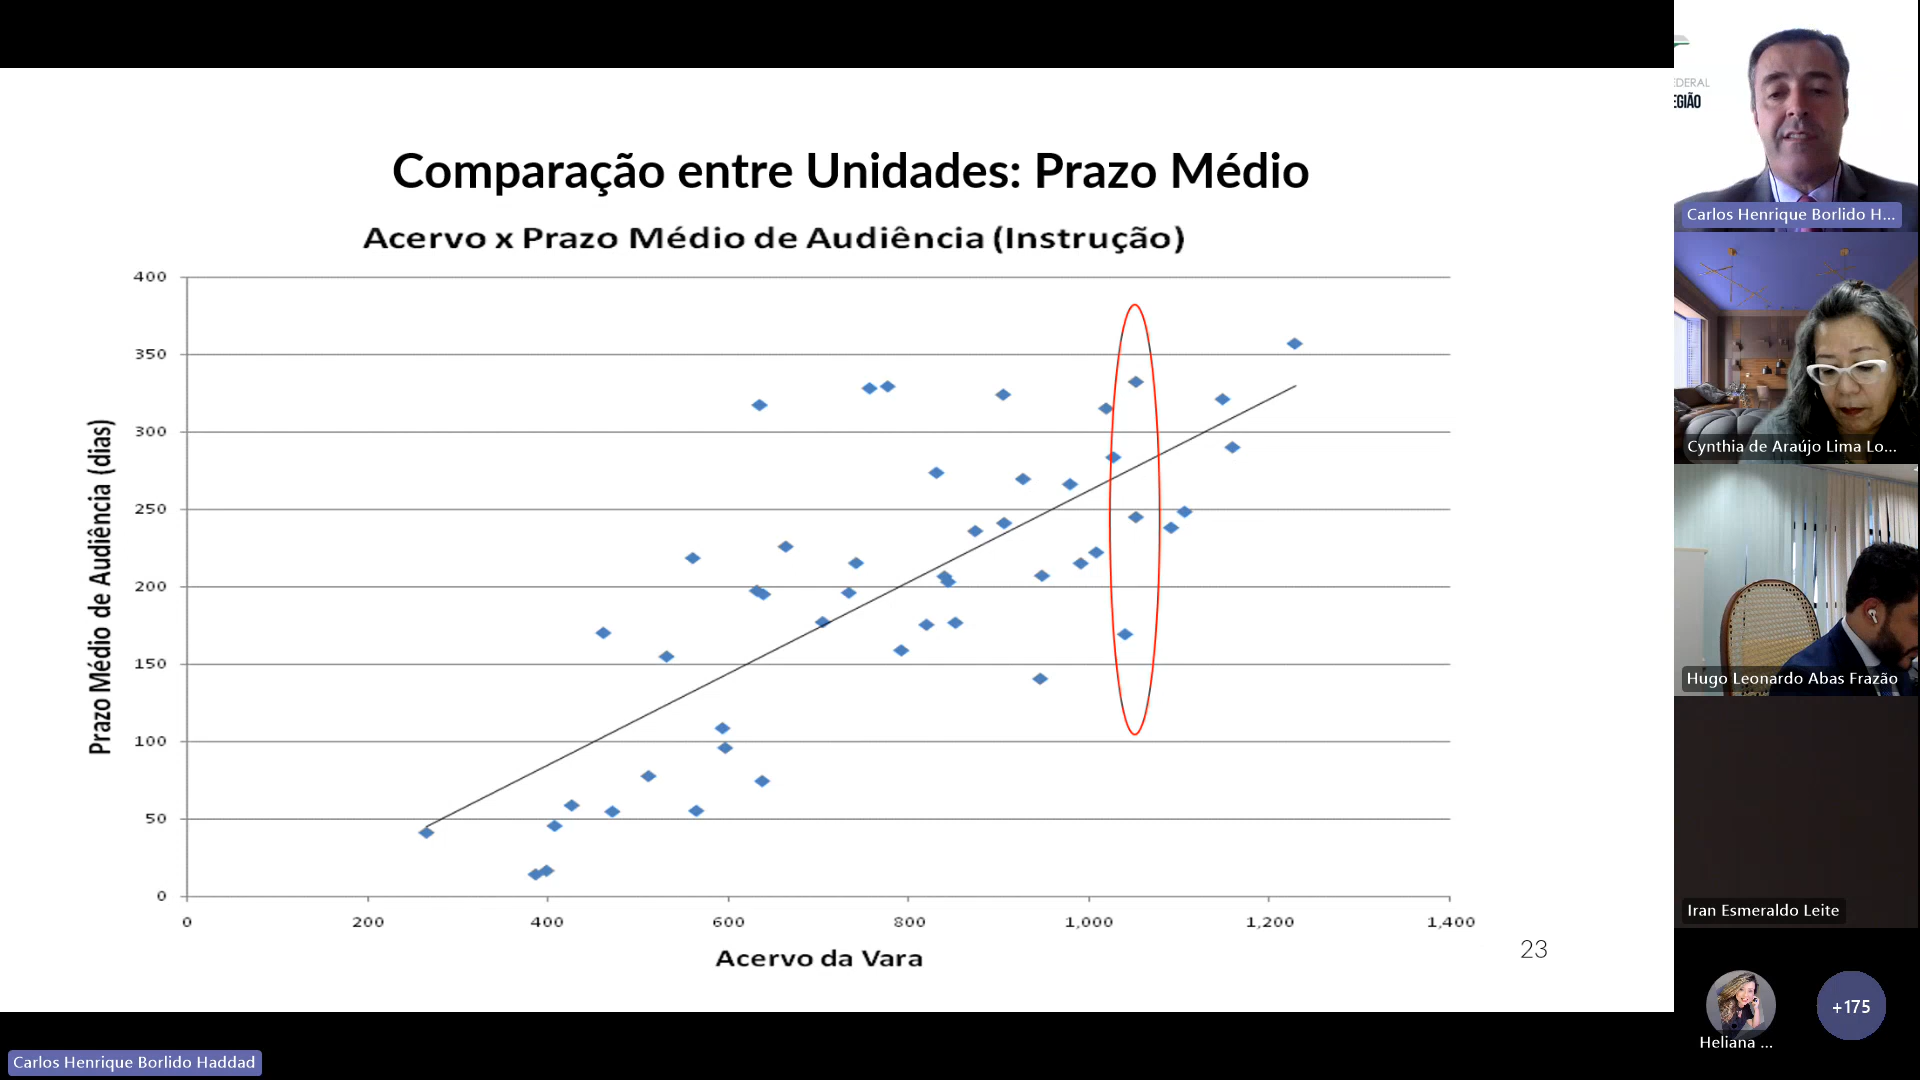 Comparação entre Unidades: Prazo Médio
Acervo x Prazo Médio de Audiência (Instrução)
Prazo Médio de Audiência (dias)
400
350
300
250
200
150
100
50
0
0 200 400 600 800 1,000 1,200 1,400
Acervo da Vara
23
Carlos Henrique Borlido Haddad
EDERAL
EGIÃO
Carlos Henrique Borlido H...
Cynthia de Araújo Lima Lo...
Hugo Leonardo Abas Frazão
Iran Esmeraldo Leite
Heliana ...
+175